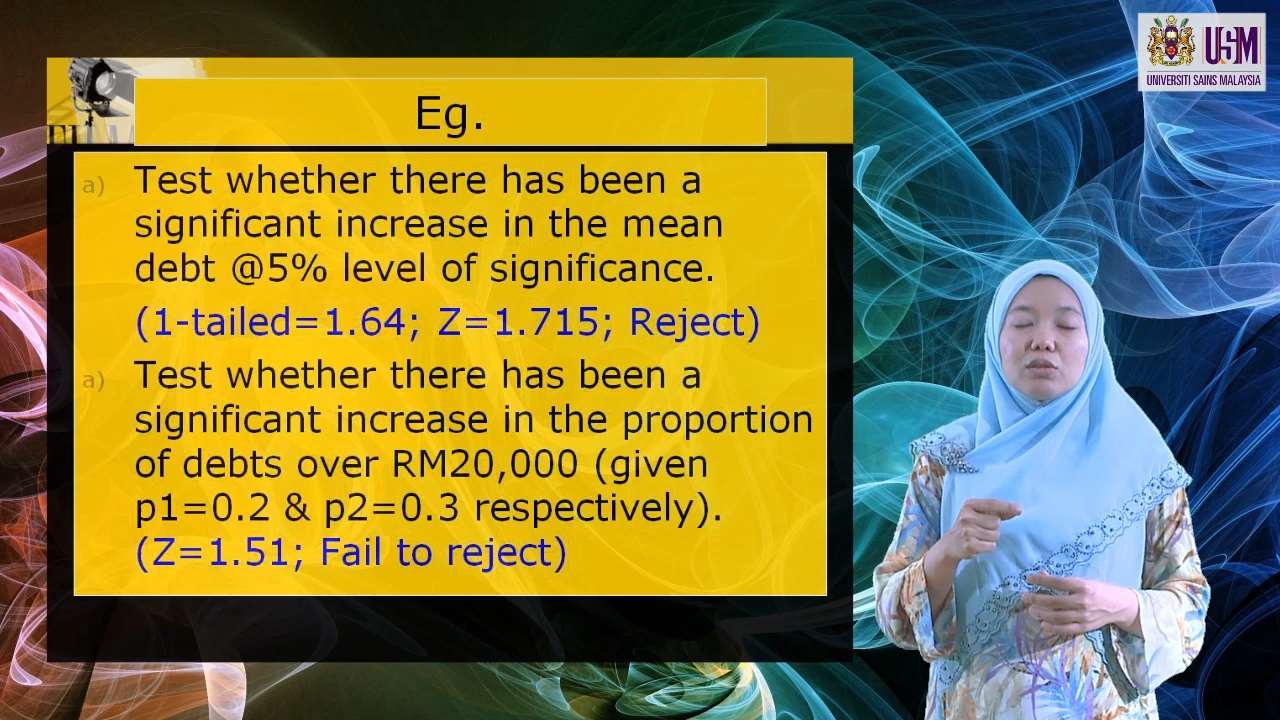 USM
UNIVERSITI SAINS MALAYSIA
FILM
Eg.
a) Test whether there has been a
significant increase in the mean
debt @5% level of significance.
(1-tailed=1.64; Z=1.715; Reject)
a) Test whether there has been a
significant increase in the proportion
of debts over RM20,000 (given
p1=0.2 & p2=0.3 respectively).
(Z=1.51; Fail to reject)